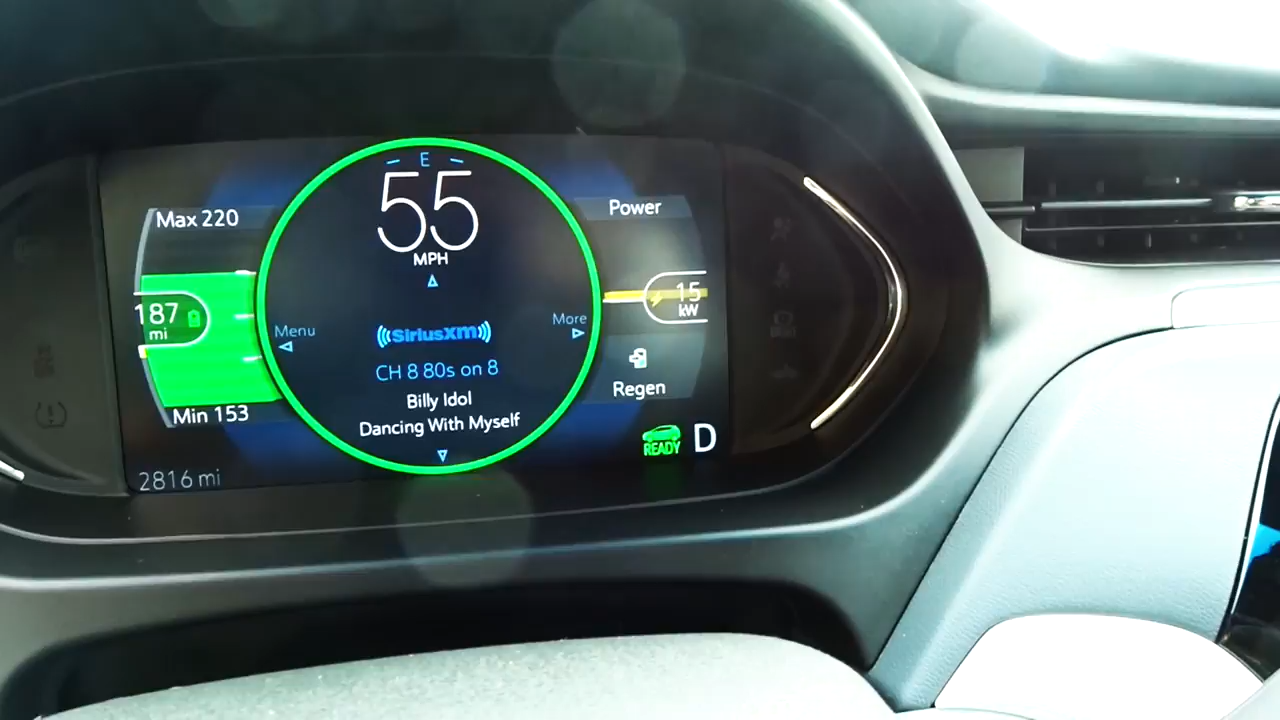 E
55
MPH
Max 220
187
mi
Min 153
2816 mi
Menu
More
SiriusXM
CH 8 80s on 8
Billy Idol
Dancing With Myself
Power
15
kW
Regen
READY
D